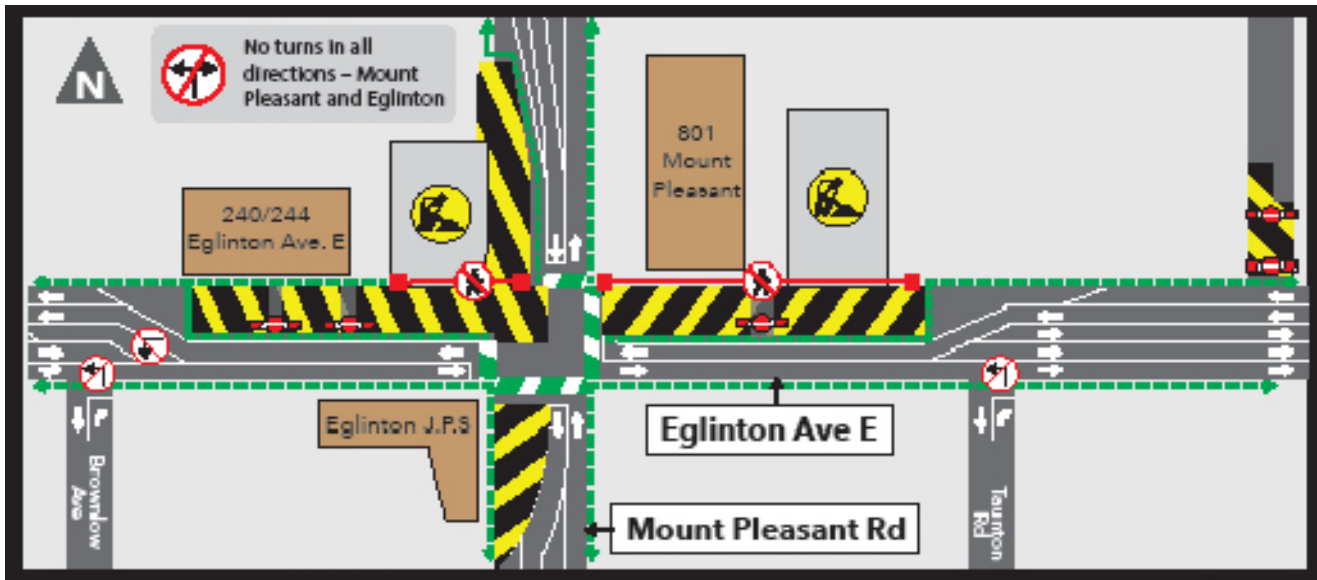 N
No turns in all
directions – Mount
Pleasant and Eglinton
801
Mount
Pleasant
240/244
Eglinton Ave. E
Eglinton J.P.S
Eglinton Ave E
Mount Pleasant Rd
Brownlow
Ave
Taunton
Rd